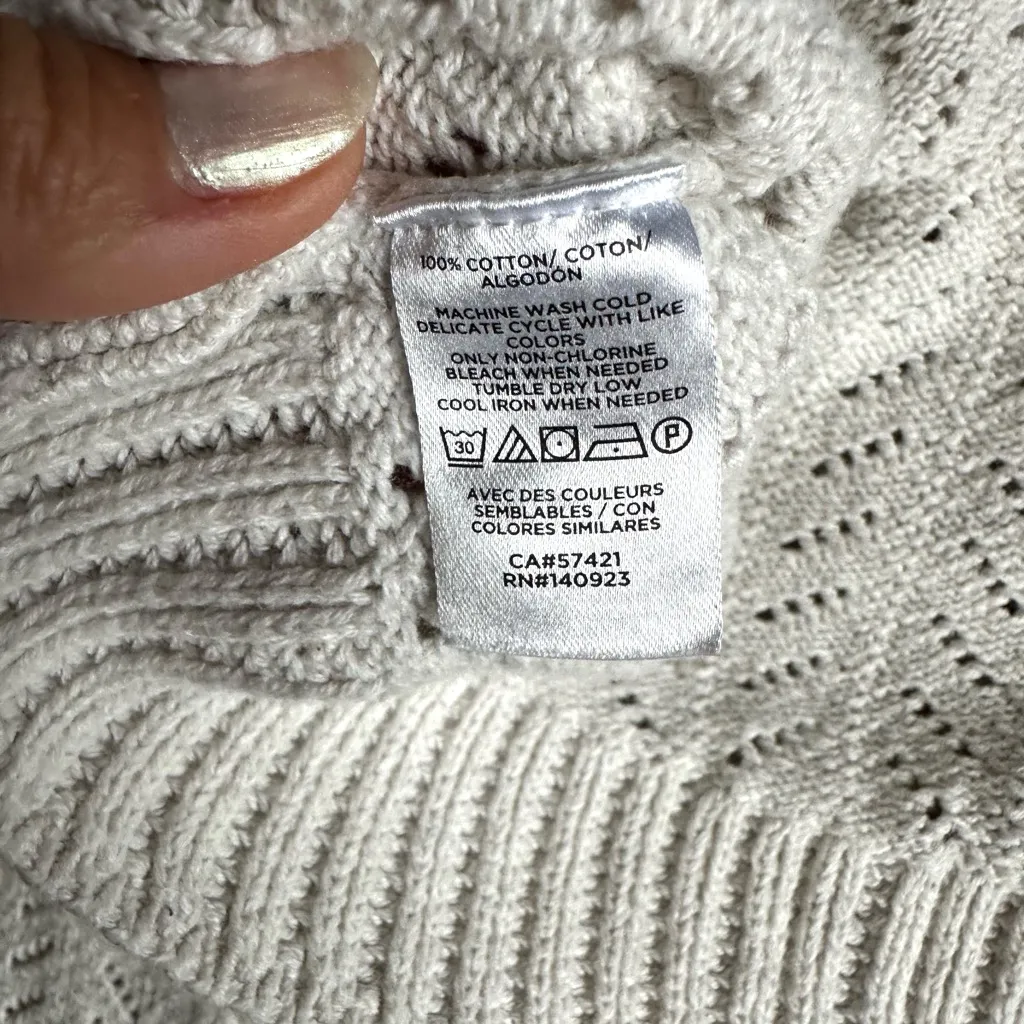 100% COTTON/ COTON/
ALGODÓN
MACHINE WASH COLD
DELICATE CYCLE WITH LIKE
COLORS
ONLY NON-CHLORINE
BLEACH WHEN NEEDED
TUMBLE DRY LOW
COOL IRON WHEN NEEDED
30 P
AVEC DES COULEURS
SEMBLABLES / CON
COLORES SIMILARES
CA#57421
RN#140923